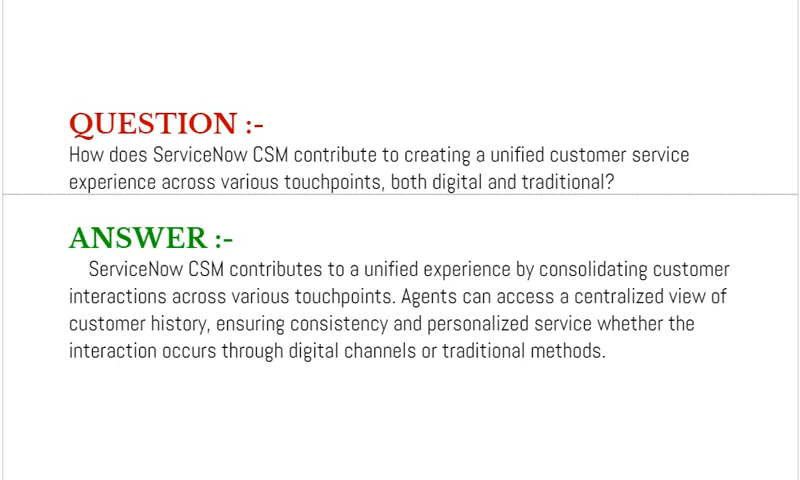 QUESTION :-
How does ServiceNow CSM contribute to creating a unified customer service
experience across various touchpoints, both digital and traditional?
ANSWER :-
ServiceNow CSM contributes to a unified experience by consolidating customer
interactions across various touchpoints. Agents can access a centralized view of
customer history, ensuring consistency and personalized service whether the
interaction occurs through digital channels or traditional methods.